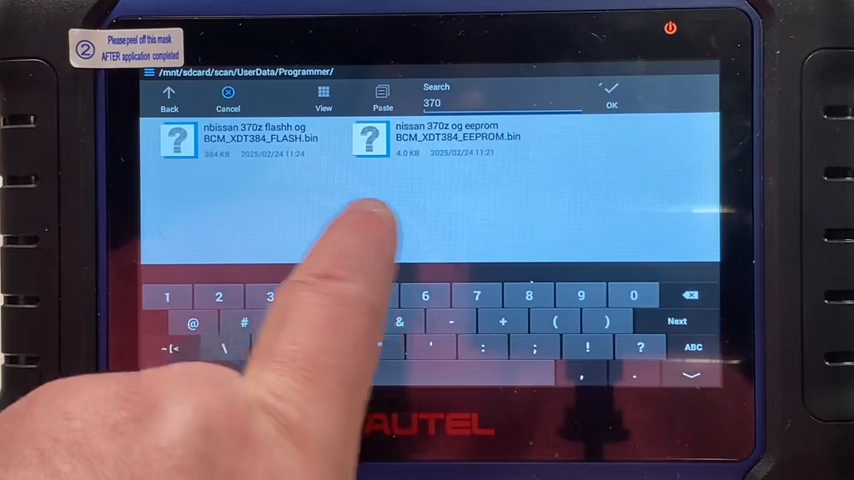 ② Please peel off this mask
AFTER application completed
/mnt/sdcard/scan/UserData/Programmer/
Back
Cancel
View
Paste
Search
370
OK
nbissan 370z flashh og
BCM_XDT384_FLASH.bin
384 KB 2025/02/24 11:24
nissan 370z og eeprom
BCM_XDT384_EEPROM.bin
4.0 KB 2025/02/24 11:21
1 2 3 6 7 8 9 0
@ # & - + ( ) Next
~[< \ " ' : ; ! ? ABC
, .
AUTEL